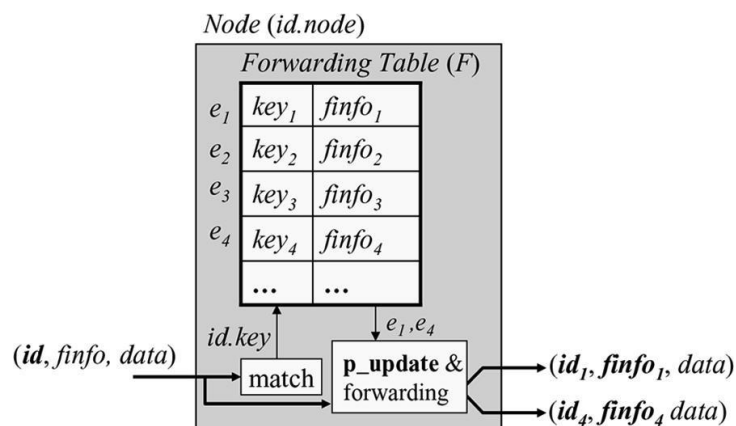 Node (id.node)
Forwarding Table (F)
e1 key1 finfo1
e2 key2 finfo2
e3 key3 finfo3
e4 key4 finfo4
... ...
id.key
e1,e4
(id, finfo, data)
match
p_update &
forwarding
(id1, finfo1, data)
(id4, finfo4 data)